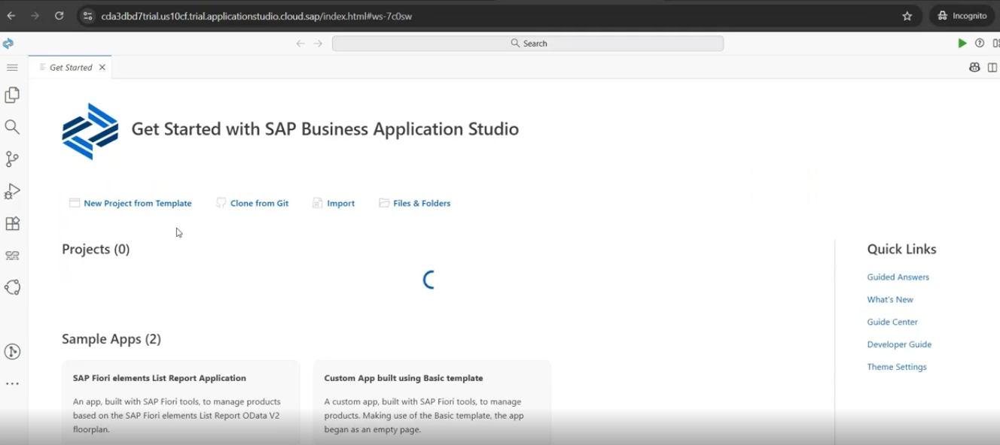 cda3dbd7trial.us10cf.trial.applicationstudio.cloud.sap/index.html#ws-7c0sw
Incognito
Search
Get Started
Get Started with SAP Business Application Studio
New Project from Template
Clone from Git
Import
Files & Folders
Projects (0)
Quick Links
Guided Answers
What's New
Guide Center
Developer Guide
Theme Settings
Sample Apps (2)
SAP Fiori elements List Report Application
An app, built with SAP Fiori tools, to manage products
based on the SAP Fiori elements List Report OData V2
floorplan.
Custom App built using Basic template
A custom app, built with SAP Fiori tools, to manage
products. Making use of the Basic template, the app
began as an empty page.